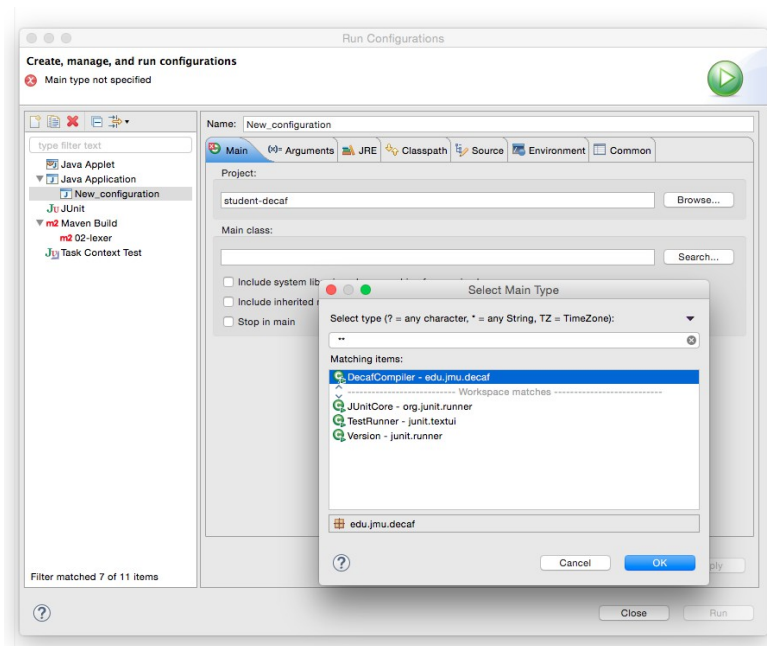 Run Configurations
Create, manage, and run configurations
Main type not specified
type filter text
Java Applet
Java Application
New_configuration
JUnit
m2 Maven Build
m2 02-lexer
Task Context Test
Filter matched 7 of 11 items
Name: New_configuration
Main (x)= Arguments JRE Classpath Source Environment Common
Project:
student-decaf Browse...
Main class:
Search...
Include system
Include inherited
Stop in main
Select Main Type
Select type (? = any character, * = any String, TZ = TimeZone):
**
Matching items:
DecafCompiler - edu.jmu.decaf
Workspace matches
JUnitCore - org.junit.runner
TestRunner - junit.textui
Version - junit.runner
edu.jmu.decaf
? Cancel OK
? Close Run